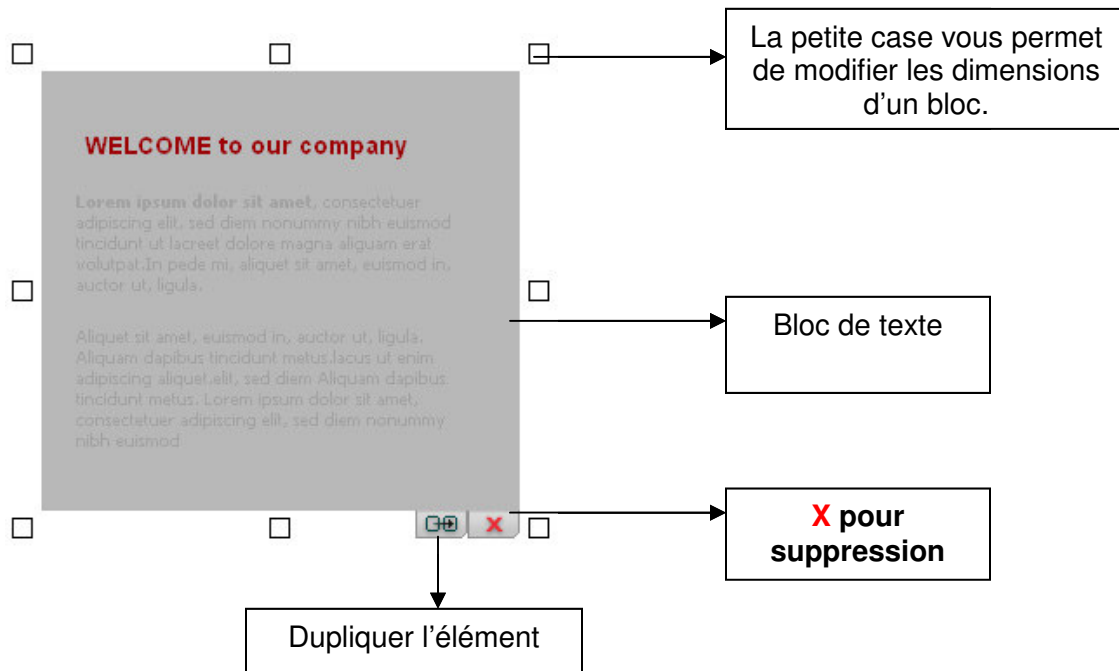 La petite case vous permet
de modifier les dimensions
d’un bloc.
WELCOME to our company
Lorem ipsum dolor sit amet, consectetuer
adipiscing elit, sed diem nonummy nibh euismod
tincidunt ut lacreet dolore magna aliguam erat
volutpat.In pede mi, aliquet sit amet, euismod in,
auctor ut, ligula.
Aliquet sit amet, euismod in, auctor ut, ligula.
Aliquam dapibus tincidunt metus.lacus ut enim
adipiscing aliquet.elit, sed diem Aliquam dapibus
tincidunt metus. Lorem ipsum dolor sit amet,
consectetuer adipiscing elit, sed diem nonummy
nibh euismod
Bloc de texte
X pour
suppression
Dupliquer l’élément